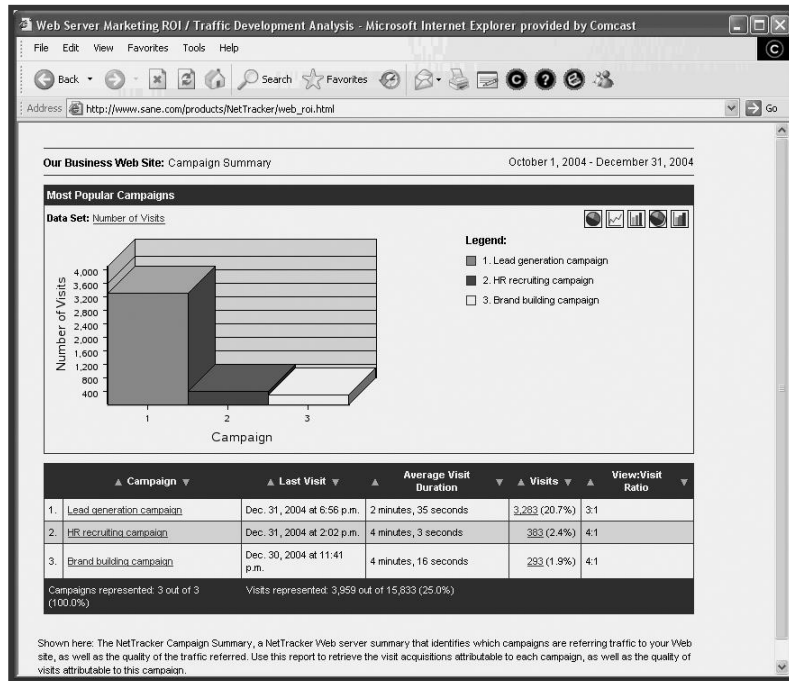 Web Server Marketing ROI / Traffic Development Analysis - Microsoft Internet Explorer provided by Comcast
File Edit View Favorites Tools Help
Back Search Favorites
Address http://www.sane.com/products/NetTracker/web_roi.html Go
Our Business Web Site: Campaign Summary October 1, 2004 - December 31, 2004
Most Popular Campaigns
Data Set: Number of Visits
Legend:
1. Lead generation campaign
2. HR recruiting campaign
3. Brand building campaign
Number of Visits
4,000
3,600
3,200
2,800
2,400
2,000
1,600
1,200
800
400
1 2 3
Campaign
Campaign Last Visit Average Visit Duration Visits View:Visit Ratio
1. Lead generation campaign Dec. 31, 2004 at 6:56 p.m. 2 minutes, 35 seconds 3,283 (20.7%) 3:1
2. HR recruiting campaign Dec. 31, 2004 at 2:02 p.m. 4 minutes, 3 seconds 383 (2.4%) 4:1
3. Brand building campaign Dec. 30, 2004 at 11:41 p.m. 4 minutes, 16 seconds 293 (1.9%) 4:1
Campaigns represented: 3 out of 3 (100.0%) Visits represented: 3,959 out of 15,833 (25.0%)
Shown here: The NetTracker Campaign Summary, a NetTracker Web server summary that identifies which campaigns are referring traffic to your Web
site, as well as the quality of the traffic referred. Use this report to retrieve the visit acquisitions attributable to each campaign, as well as the quality of
visits attributable to this campaign.